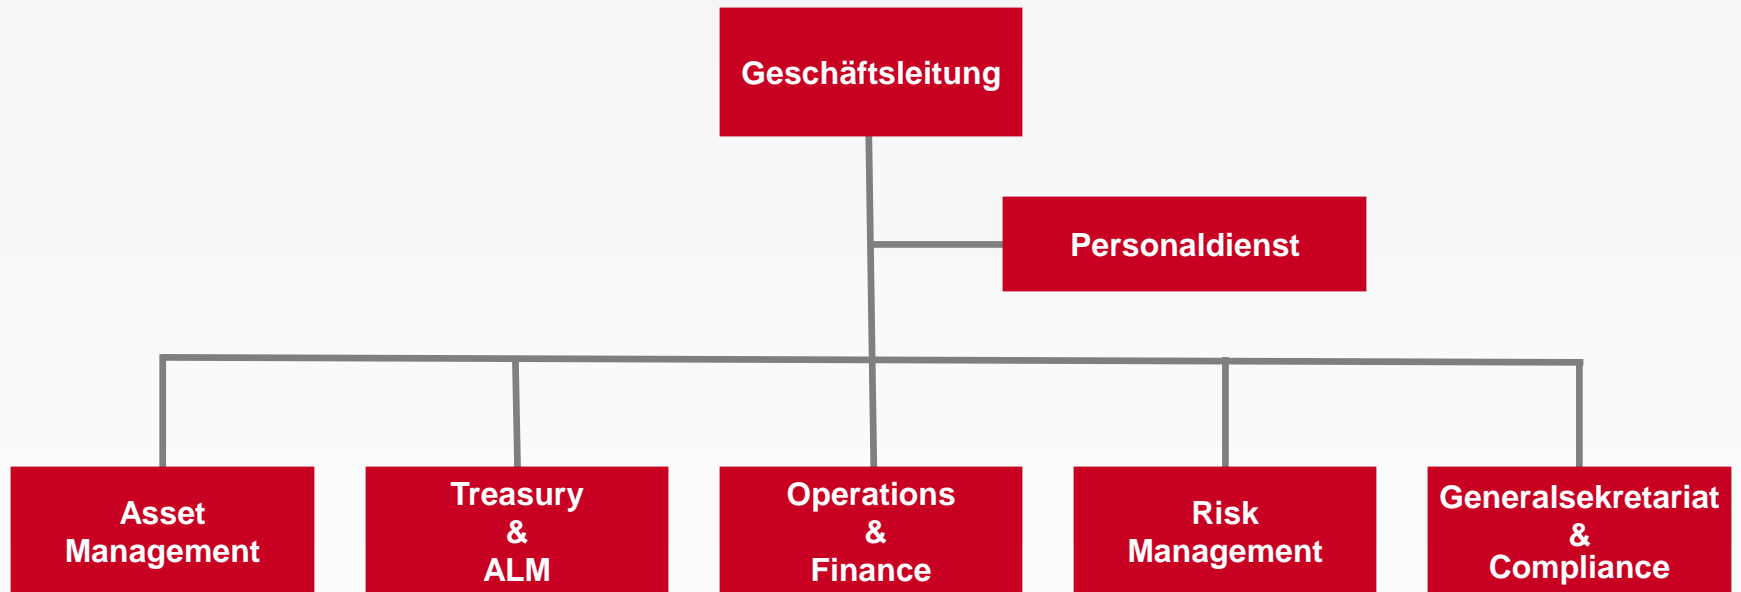 Geschäftsleitung
Personaldienst
Asset
Management
Treasury
&
ALM
Operations
&
Finance
Risk
Management
Generalsekretariat
&
Compliance